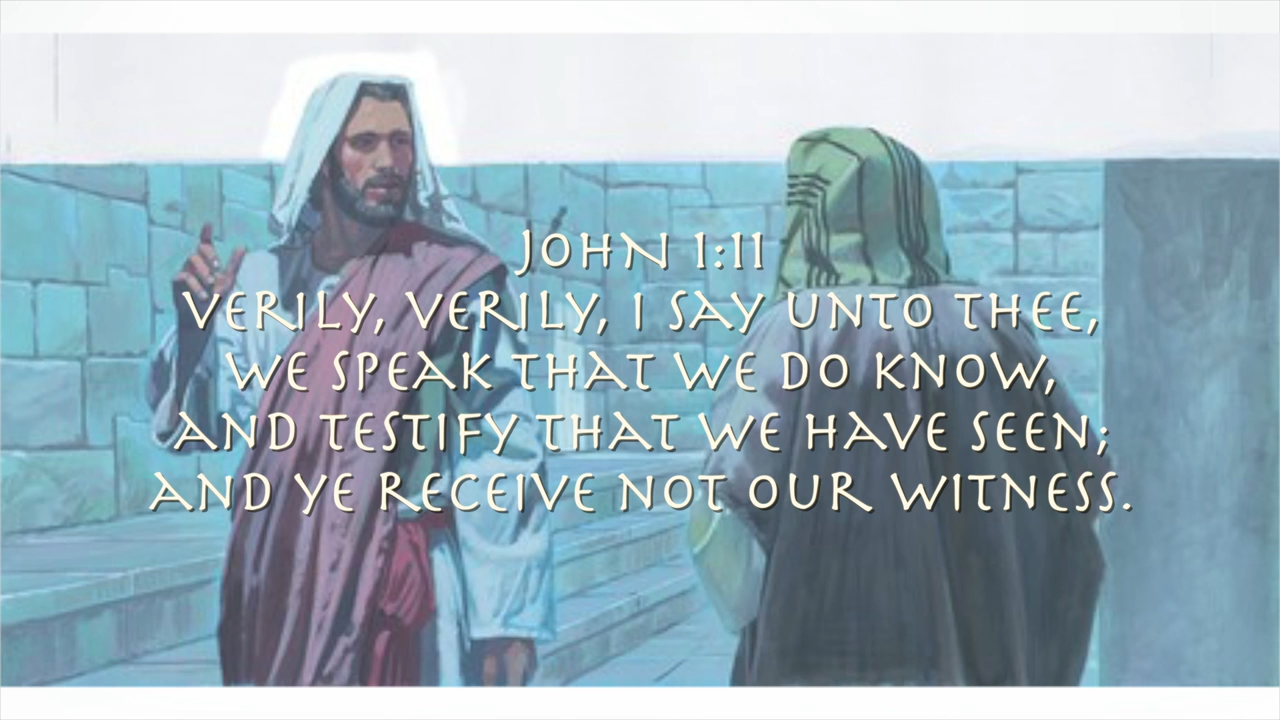 JOHN 1:11
VERILY, VERILY, I SAY UNTO THEE,
WE SPEAK THAT WE DO KNOW,
AND TESTIFY THAT WE HAVE SEEN;
AND YE RECEIVE NOT OUR WITNESS.